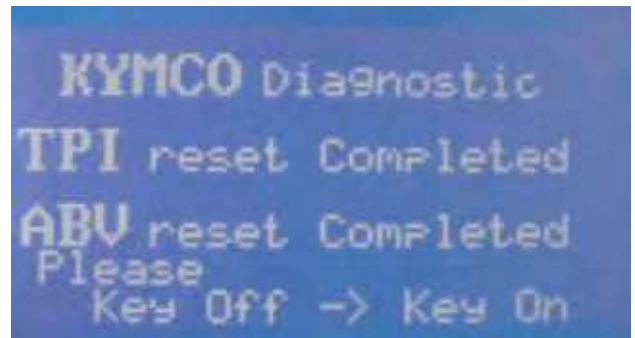 KYMCO Diagnostic
TPI reset Completed
ABV reset Completed
Please
Key Off -> Key On